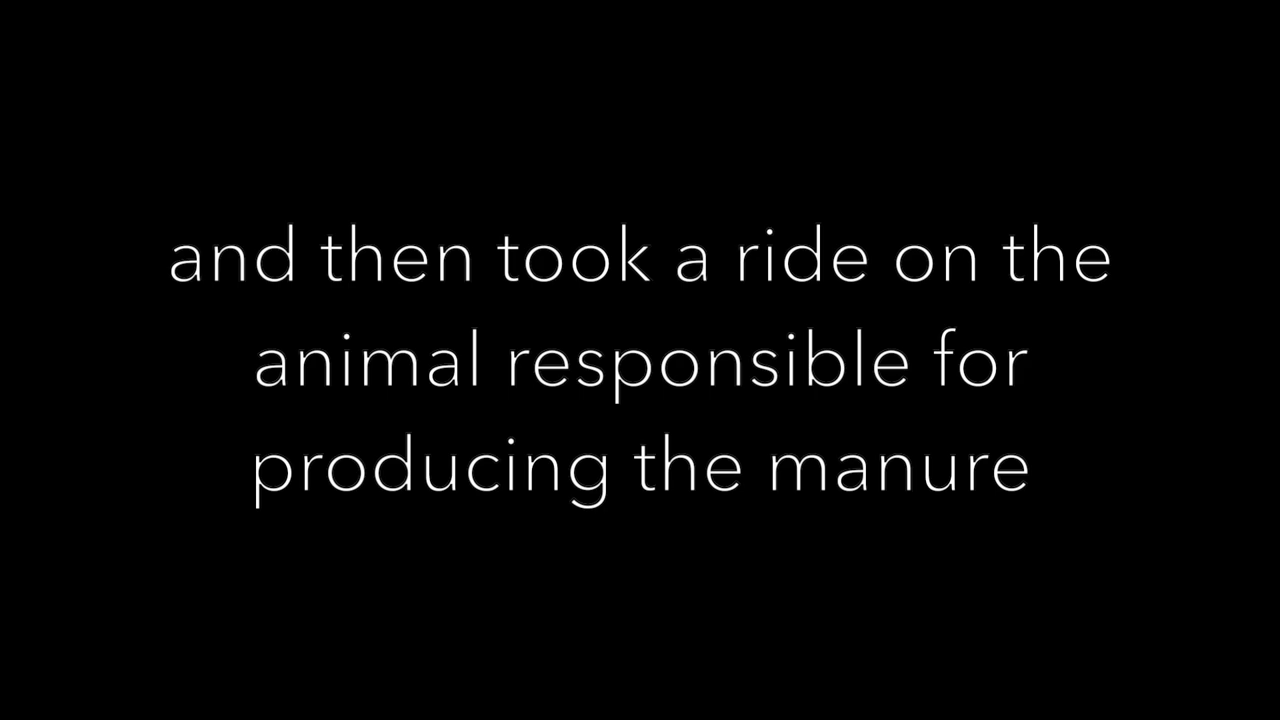 and then took a ride on the
animal responsible for
producing the manure